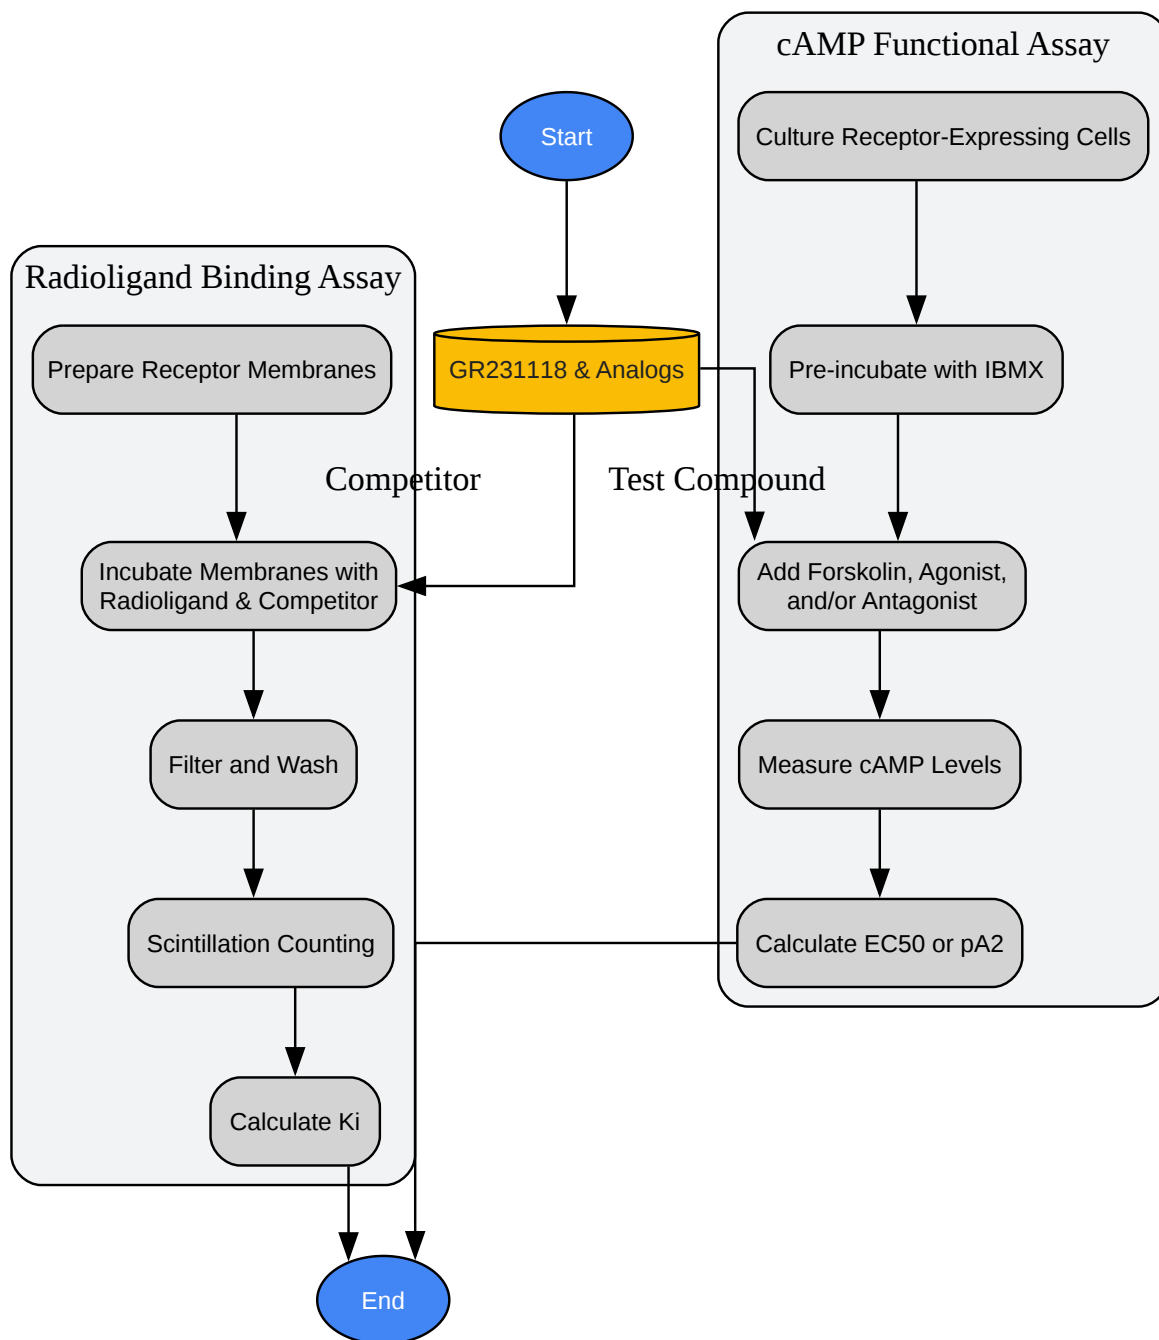 cAMP Functional Assay
Start
Culture Receptor-Expressing Cells
Radioligand Binding Assay
Prepare Receptor Membranes
GR231118 & Analogs
Pre-incubate with IBMX
Competitor
Test Compound
Incubate Membranes with
Radioligand & Competitor
Add Forskolin, Agonist,
and/or Antagonist
Filter and Wash
Measure cAMP Levels
Scintillation Counting
Calculate EC50 or pA2
Calculate Ki
End